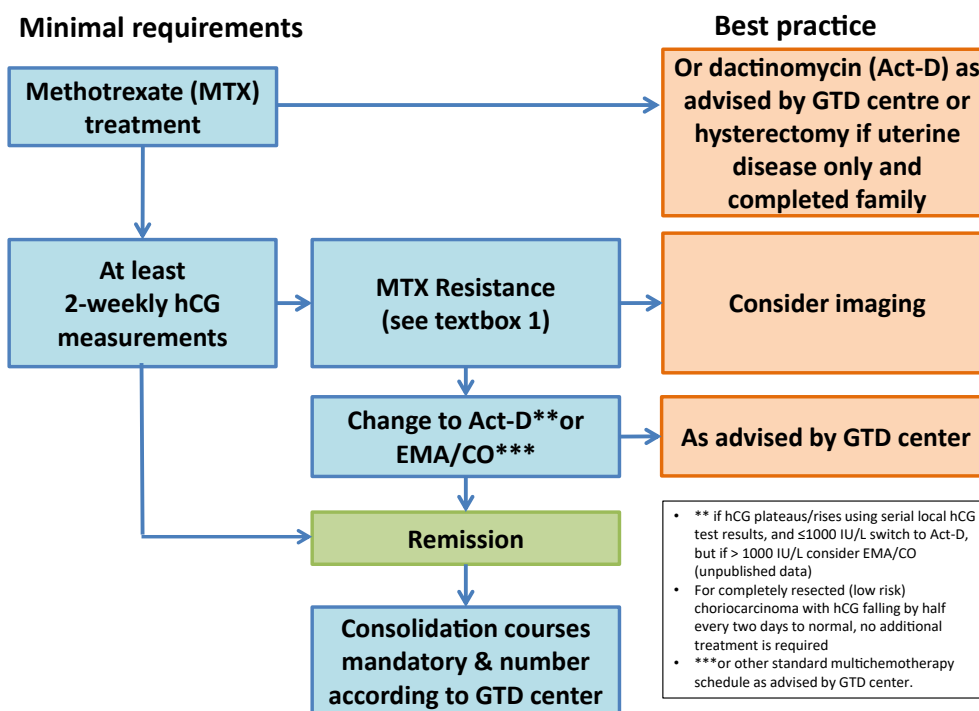 Minimal requirements
Best practice
Methotrexate (MTX)
treatment
Or dactinomycin (Act-D) as
advised by GTD centre or
hysterectomy if uterine
disease only and
completed family
At least
2-weekly hCG
measurements
MTX Resistance
(see textbox 1)
Consider imaging
Change to Act-D**or
EMA/CO***
As advised by GTD center
Remission
Consolidation courses
mandatory & number
according to GTD center
• ** if hCG plateaus/rises using serial local hCG
test results, and ≤1000 IU/L switch to Act-D,
but if > 1000 IU/L consider EMA/CO
(unpublished data)
• For completely resected (low risk)
choriocarcinoma with hCG falling by half
every two days to normal, no additional
treatment is required
• ***or other standard multichemotherapy
schedule as advised by GTD center.